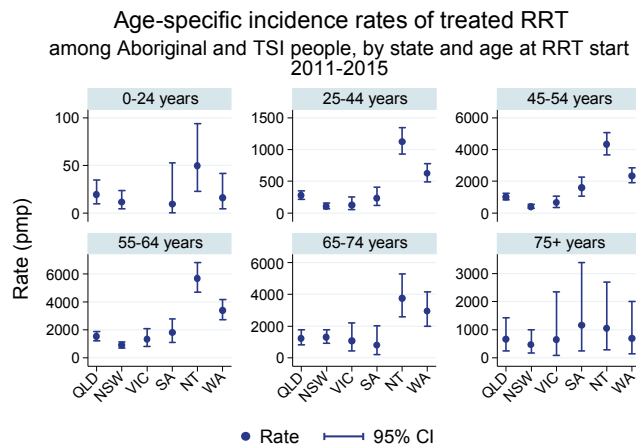 Age-specific incidence rates of treated RRT
among Aboriginal and TSI people, by state and age at RRT start
2011-2015
0-24 years
25-44 years
45-54 years
100
50
0
1500
1000
500
0
6000
4000
2000
0
55-64 years
65-74 years
75+ years
6000
4000
2000
0
6000
4000
2000
0
3000
2000
1000
0
Rate (pmp)
QLD
NSW
VIC
SA
NT
WA
QLD
NSW
VIC
SA
NT
WA
QLD
NSW
VIC
SA
NT
WA
Rate
95% CI